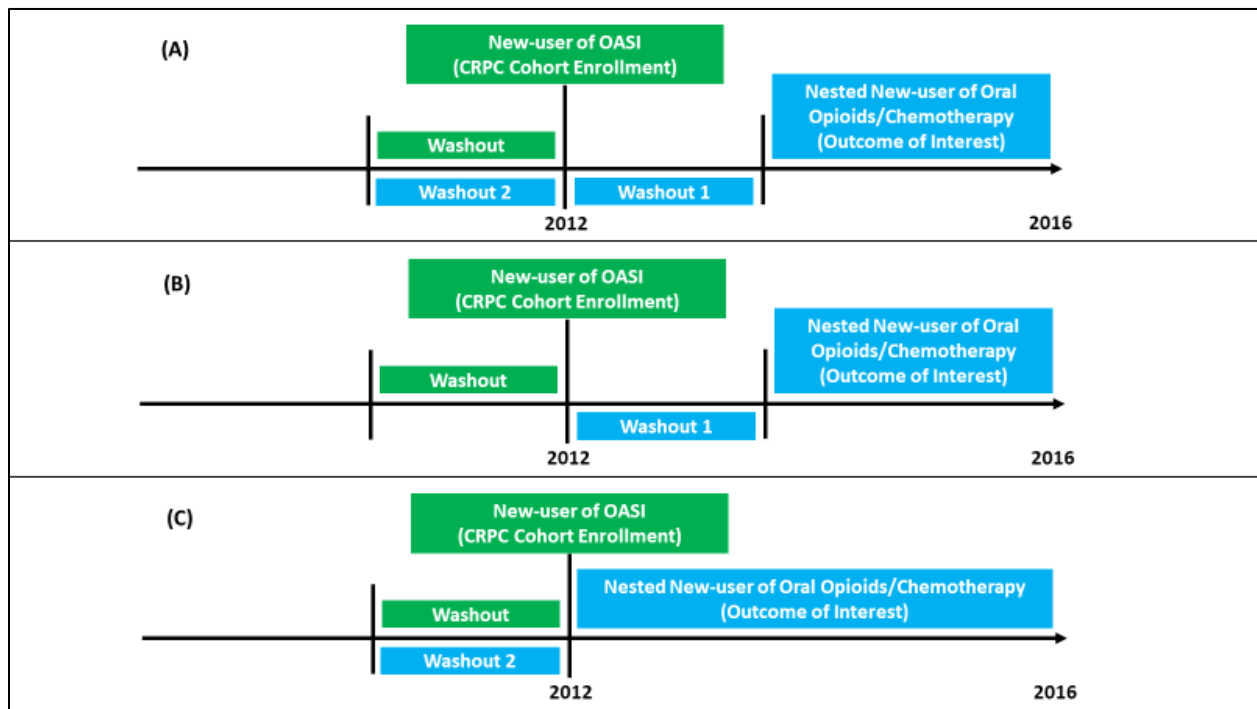 (A)
New-user of OASI
(CRPC Cohort Enrollment)
Nested New-user of Oral
Opioids/Chemotherapy
(Outcome of Interest)
Washout
Washout 2
Washout 1
2012
2016
(B)
New-user of OASI
(CRPC Cohort Enrollment)
Nested New-user of Oral
Opioids/Chemotherapy
(Outcome of Interest)
Washout
Washout 1
2012
2016
(C)
New-user of OASI
(CRPC Cohort Enrollment)
Nested New-user of Oral Opioids/Chemotherapy
(Outcome of Interest)
Washout
Washout 2
2012
2016